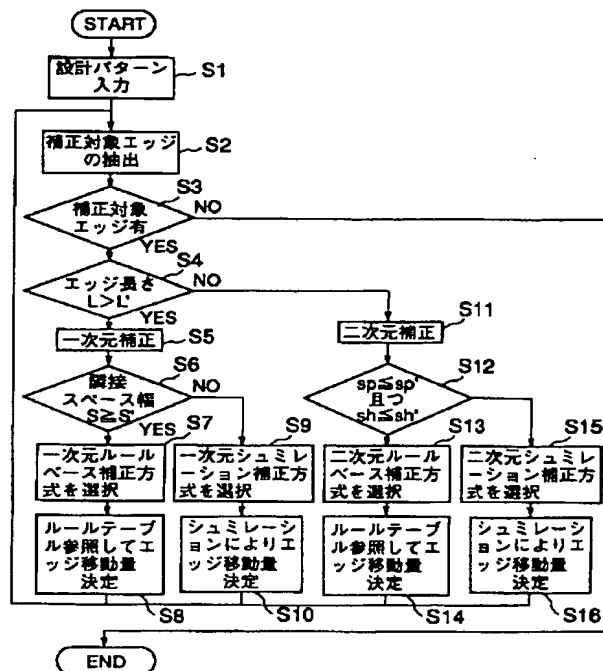 START
設計パターン
入力
S1
補正対象エッジ
の抽出
S2
S3
補正対象
エッジ有
NO
YES
S4
エッジ長さ
L>L'
NO
YES
S5
一次元補正
S11
二次元補正
S6
隣接
スペース幅
S≧S'
NO
YES
S12
sp≦sp'
且つ
sh≦sh'
S7
一次元ルール
ベース補正方
式を選択
S9
一次元シュミレ
ーション補正方
式を選択
S13
二次元ルール
ベース補正方
式を選択
S15
二次元シュミレ
ーション補正方
式を選択
ルールテーブ
ル参照してエ
ッジ移動量
決定
S8
シュミレーシ
ョンによりエ
ッジ移動量
決定
S10
ルールテーブ
ル参照してエ
ッジ移動量
決定
S14
シュミレーシ
ョンによりエ
ッジ移動量
決定
S16
END